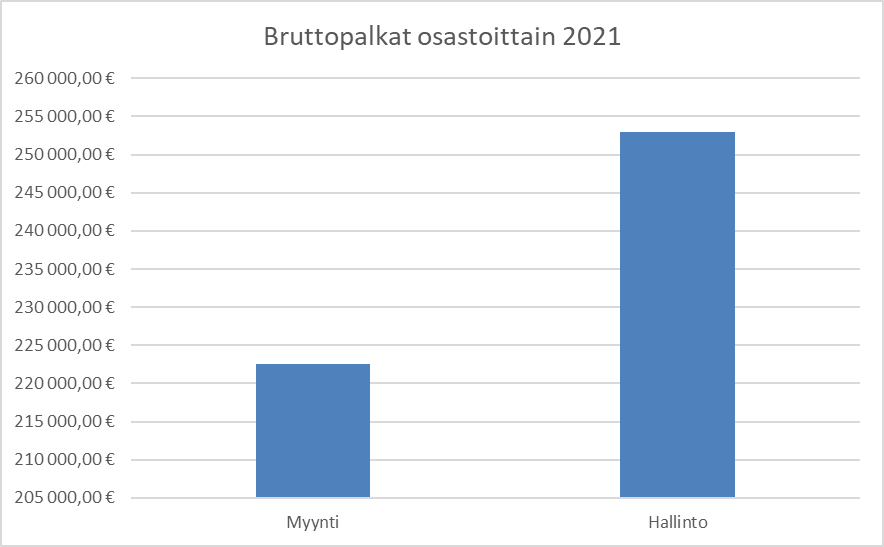 Bruttopalkat osastoittain 2021
260 000,00 €
255 000,00 €
250 000,00 €
245 000,00 €
240 000,00 €
235 000,00 €
230 000,00 €
225 000,00 €
220 000,00 €
215 000,00 €
210 000,00 €
205 000,00 €
Myynti Hallinto